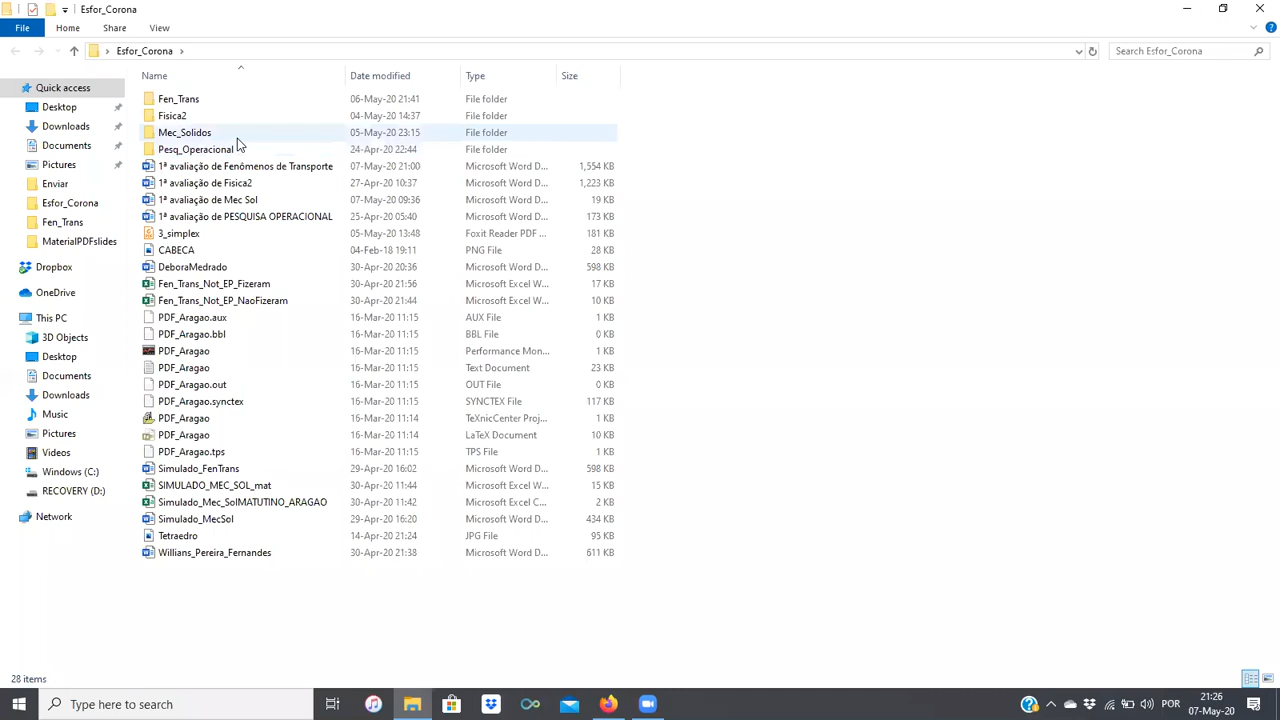 Esfor_Corona
File Home Share View
Esfor_Corona
Search Esfor_Corona
Name Date modified Type Size
Quick access
Desktop
Downloads
Documents
Pictures
Enviar
Esfor_Corona
Fen_Trans
MaterialPDFslides
Dropbox
OneDrive
This PC
3D Objects
Desktop
Documents
Downloads
Music
Pictures
Videos
Windows (C:)
RECOVERY (D:)
Network
Fen_Trans 06-May-20 21:41 File folder
Fisica2 04-May-20 14:37 File folder
Mec_Solidos 05-May-20 23:15 File folder
Pesq_Operacional 24-Apr-20 22:44 File folder
1ª avaliação de Fenômenos de Transporte 07-May-20 21:00 Microsoft Word D... 1,554 KB
1ª avaliação de Fisica2 27-Apr-20 10:37 Microsoft Word D... 1,223 KB
1ª avaliação de Mec Sol 07-May-20 09:36 Microsoft Word D... 19 KB
1ª avaliação de PESQUISA OPERACIONAL 25-Apr-20 05:40 Microsoft Word D... 173 KB
3_simplex 05-May-20 13:48 Foxit Reader PDF ... 181 KB
CABECA 04-Feb-18 19:11 PNG File 28 KB
DeboraMedrado 30-Apr-20 20:36 Microsoft Word D... 598 KB
Fen_Trans_Not_EP_Fizeram 30-Apr-20 21:56 Microsoft Excel W... 17 KB
Fen_Trans_Not_EP_NaoFizeram 30-Apr-20 21:44 Microsoft Excel W... 10 KB
PDF_Aragao.aux 16-Mar-20 11:15 AUX File 1 KB
PDF_Aragao.bbl 16-Mar-20 11:15 BBL File 0 KB
PDF_Aragao 16-Mar-20 11:15 Performance Mon... 1 KB
PDF_Aragao 16-Mar-20 11:15 Text Document 23 KB
PDF_Aragao.out 16-Mar-20 11:15 OUT File 0 KB
PDF_Aragao.synctex 16-Mar-20 11:15 SYNCTEX File 117 KB
PDF_Aragao 16-Mar-20 11:14 TeXnicCenter Proj... 1 KB
PDF_Aragao 16-Mar-20 11:14 LaTeX Document 10 KB
PDF_Aragao.tps 16-Mar-20 11:15 TPS File 1 KB
Simulado_FenTrans 29-Apr-20 16:02 Microsoft Word D... 598 KB
SIMULADO_MEC_SOL_mat 30-Apr-20 11:44 Microsoft Excel W... 15 KB
Simulado_Mec_SolMATUTINO_ARAGAO 30-Apr-20 11:42 Microsoft Excel C... 2 KB
Simulado_MecSol 29-Apr-20 16:20 Microsoft Word D... 434 KB
Tetraedro 14-Apr-20 21:24 JPG File 95 KB
Willians_Pereira_Fernandes 30-Apr-20 21:38 Microsoft Word D... 611 KB
28 items
Type here to search
POR
21:26
07-May-20